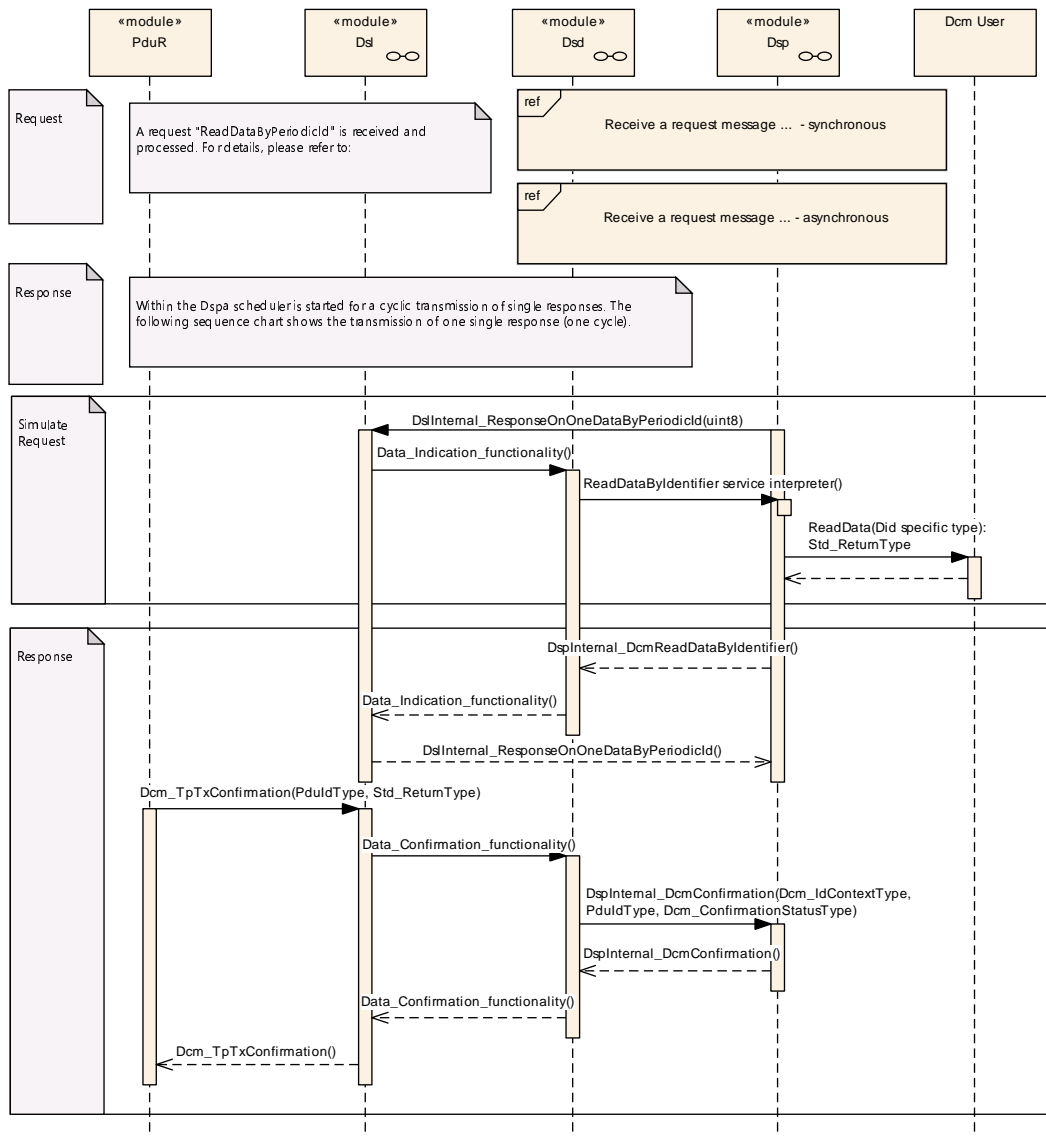 «module»
PduR
«module»
Dsl
«module»
Dsd
«module»
Dsp
Dcm User
Request
A request "ReadDataByPeriodicId" is received and
processed. For details, please refer to:
ref
Receive a request message ... - synchronous
ref
Receive a request message ... - asynchronous
Response
Within the Dspa scheduler is started for a cyclic transmission of single responses. The
following sequence chart shows the transmission of one single response (one cycle).
Simulate
Request
DslInternal_ResponseOnOneDataByPeriodicId(uint8)
Data_Indication_functionality()
ReadDataByIdentifier service interpreter()
ReadData(Did specific type):
Std_ReturnType
Response
DspInternal_DcmReadDataByIdentifier()
Data_Indication_functionality()
DslInternal_ResponseOnOneDataByPeriodicId()
Dcm_TpTxConfirmation(PduIdType, Std_ReturnType)
Data_Confirmation_functionality()
DspInternal_DcmConfirmation(Dcm_IdContextType,
PduIdType, Dcm_ConfirmationStatusType)
DspInternal_DcmConfirmation()
Data_Confirmation_functionality()
Dcm_TpTxConfirmation()